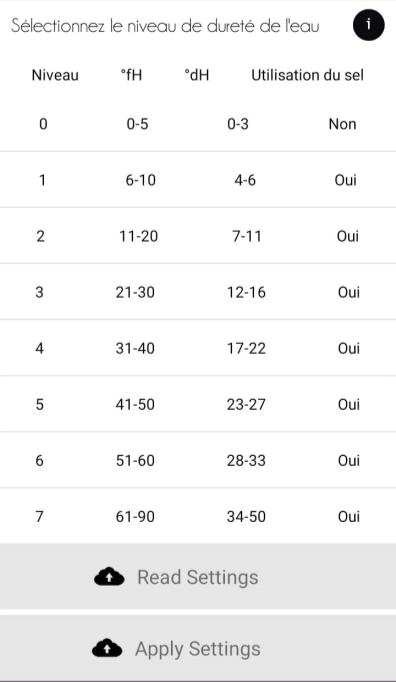 Sélectionnez le niveau de dureté de l'eau i
Niveau °fH °dH Utilisation du sel
0 0-5 0-3 Non
1 6-10 4-6 Oui
2 11-20 7-11 Oui
3 21-30 12-16 Oui
4 31-40 17-22 Oui
5 41-50 23-27 Oui
6 51-60 28-33 Oui
7 61-90 34-50 Oui
Read Settings
Apply Settings